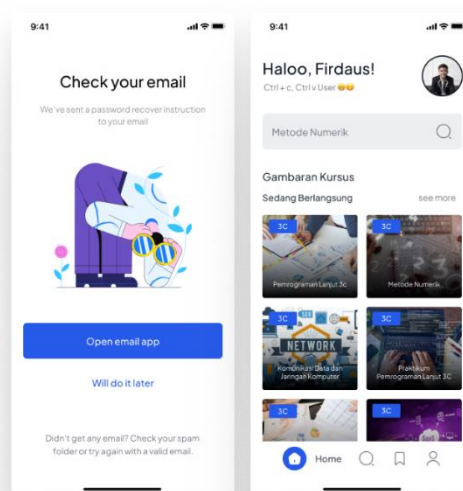 9:41
Check your email
We've sent a password recover instruction
to your email
Open email app
Will do it later
Didn't get any email? Check your spam
folder or try again with a valid email.
9:41
Haloo, Firdaus!
Ctrl + c, Ctrl v User
Metode Numerik
Gambaran Kursus
Sedang Berlangsung
see more
3C
Pemrograman Lanjut 3c
3C
Metode Numerik
3C
NETWORK
Komunikasi Data dan
Jaringan Komputer
3C
Praktikum
Pemrograman Lanjut 3C
3C
3C
Home